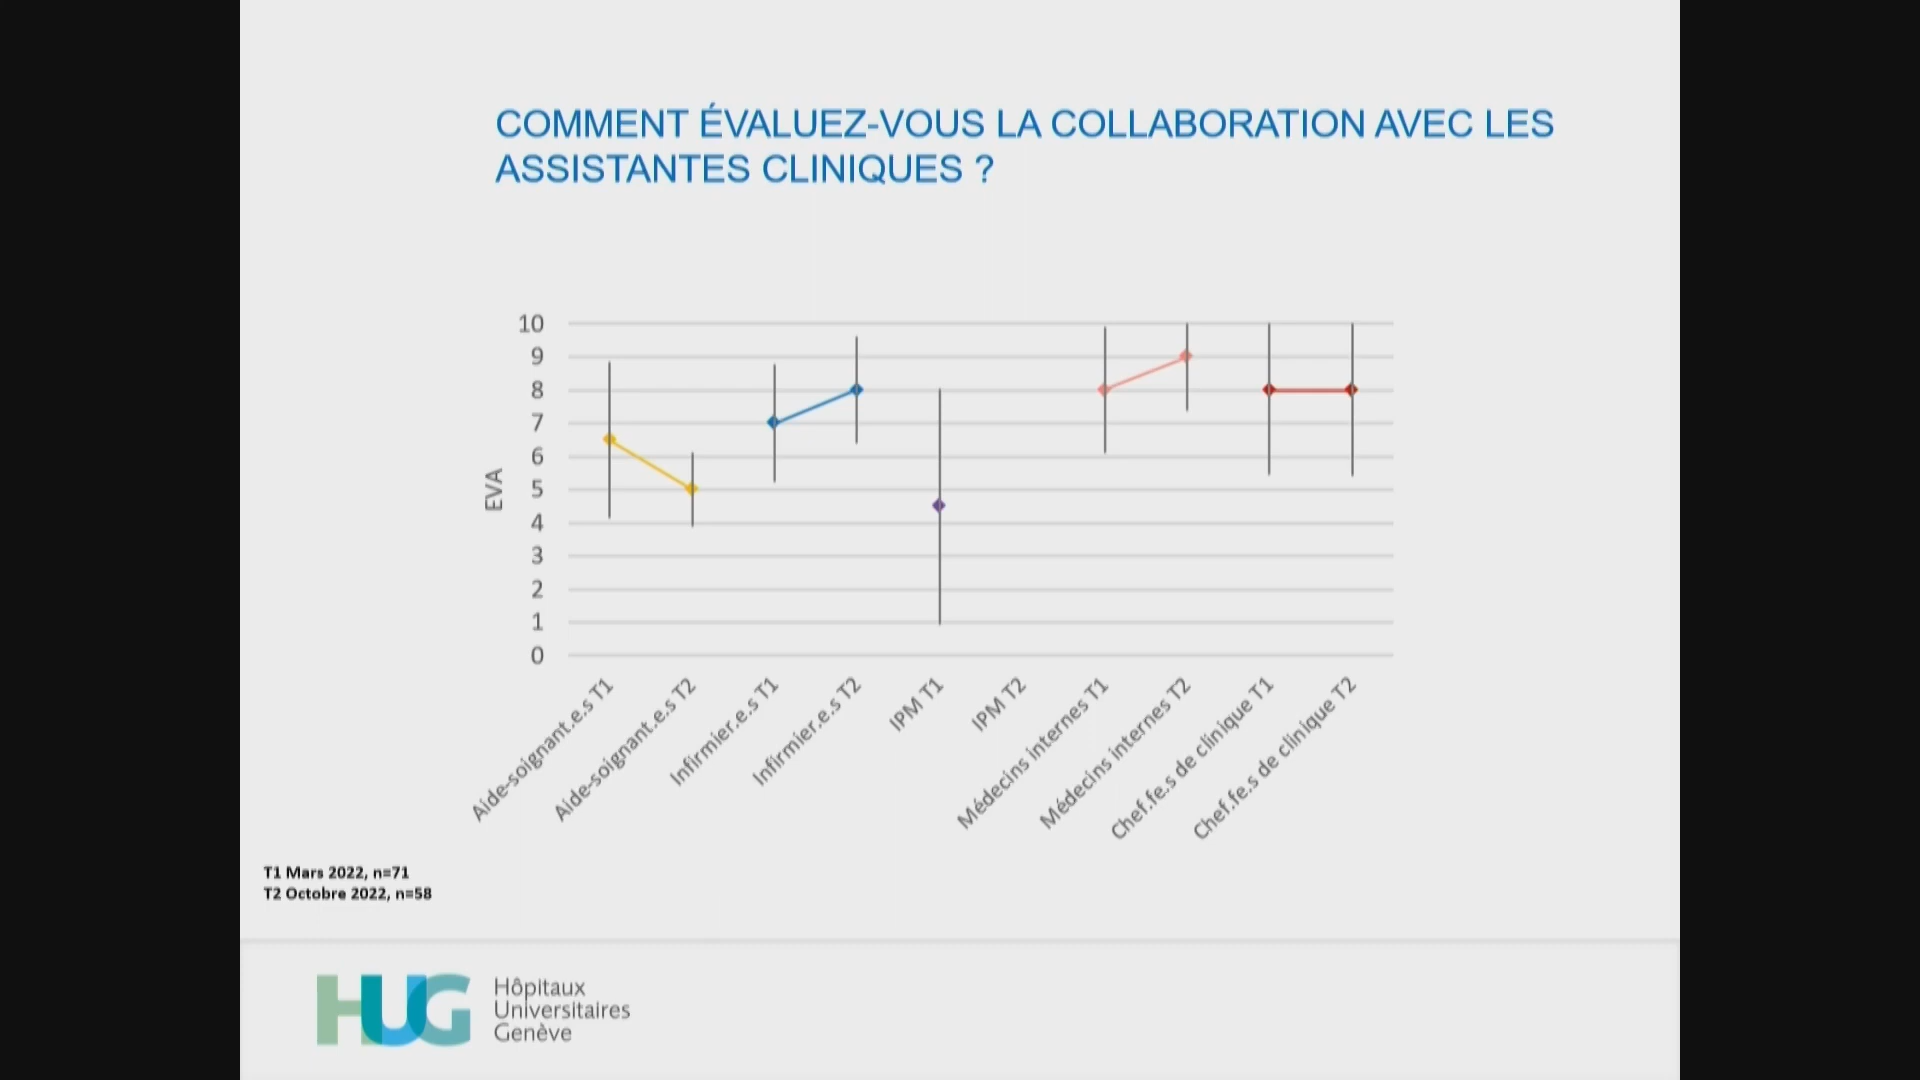 COMMENT ÉVALUEZ-VOUS LA COLLABORATION AVEC LES
ASSISTANTES CLINIQUES ?
10
9
8
7
6
5
4
3
2
1
0
EVA
Aide-soignant.e.s T1
Aide-soignant.e.s T2
Infirmier.e.s T1
Infirmier.e.s T2
IPM T1
IPM T2
Médecins internes T1
Médecins internes T2
Chef.fe.s de clinique T1
Chef.fe.s de clinique T2
T1 Mars 2022, n=71
T2 Octobre 2022, n=58
HUG
Hôpitaux
Universitaires
Genève